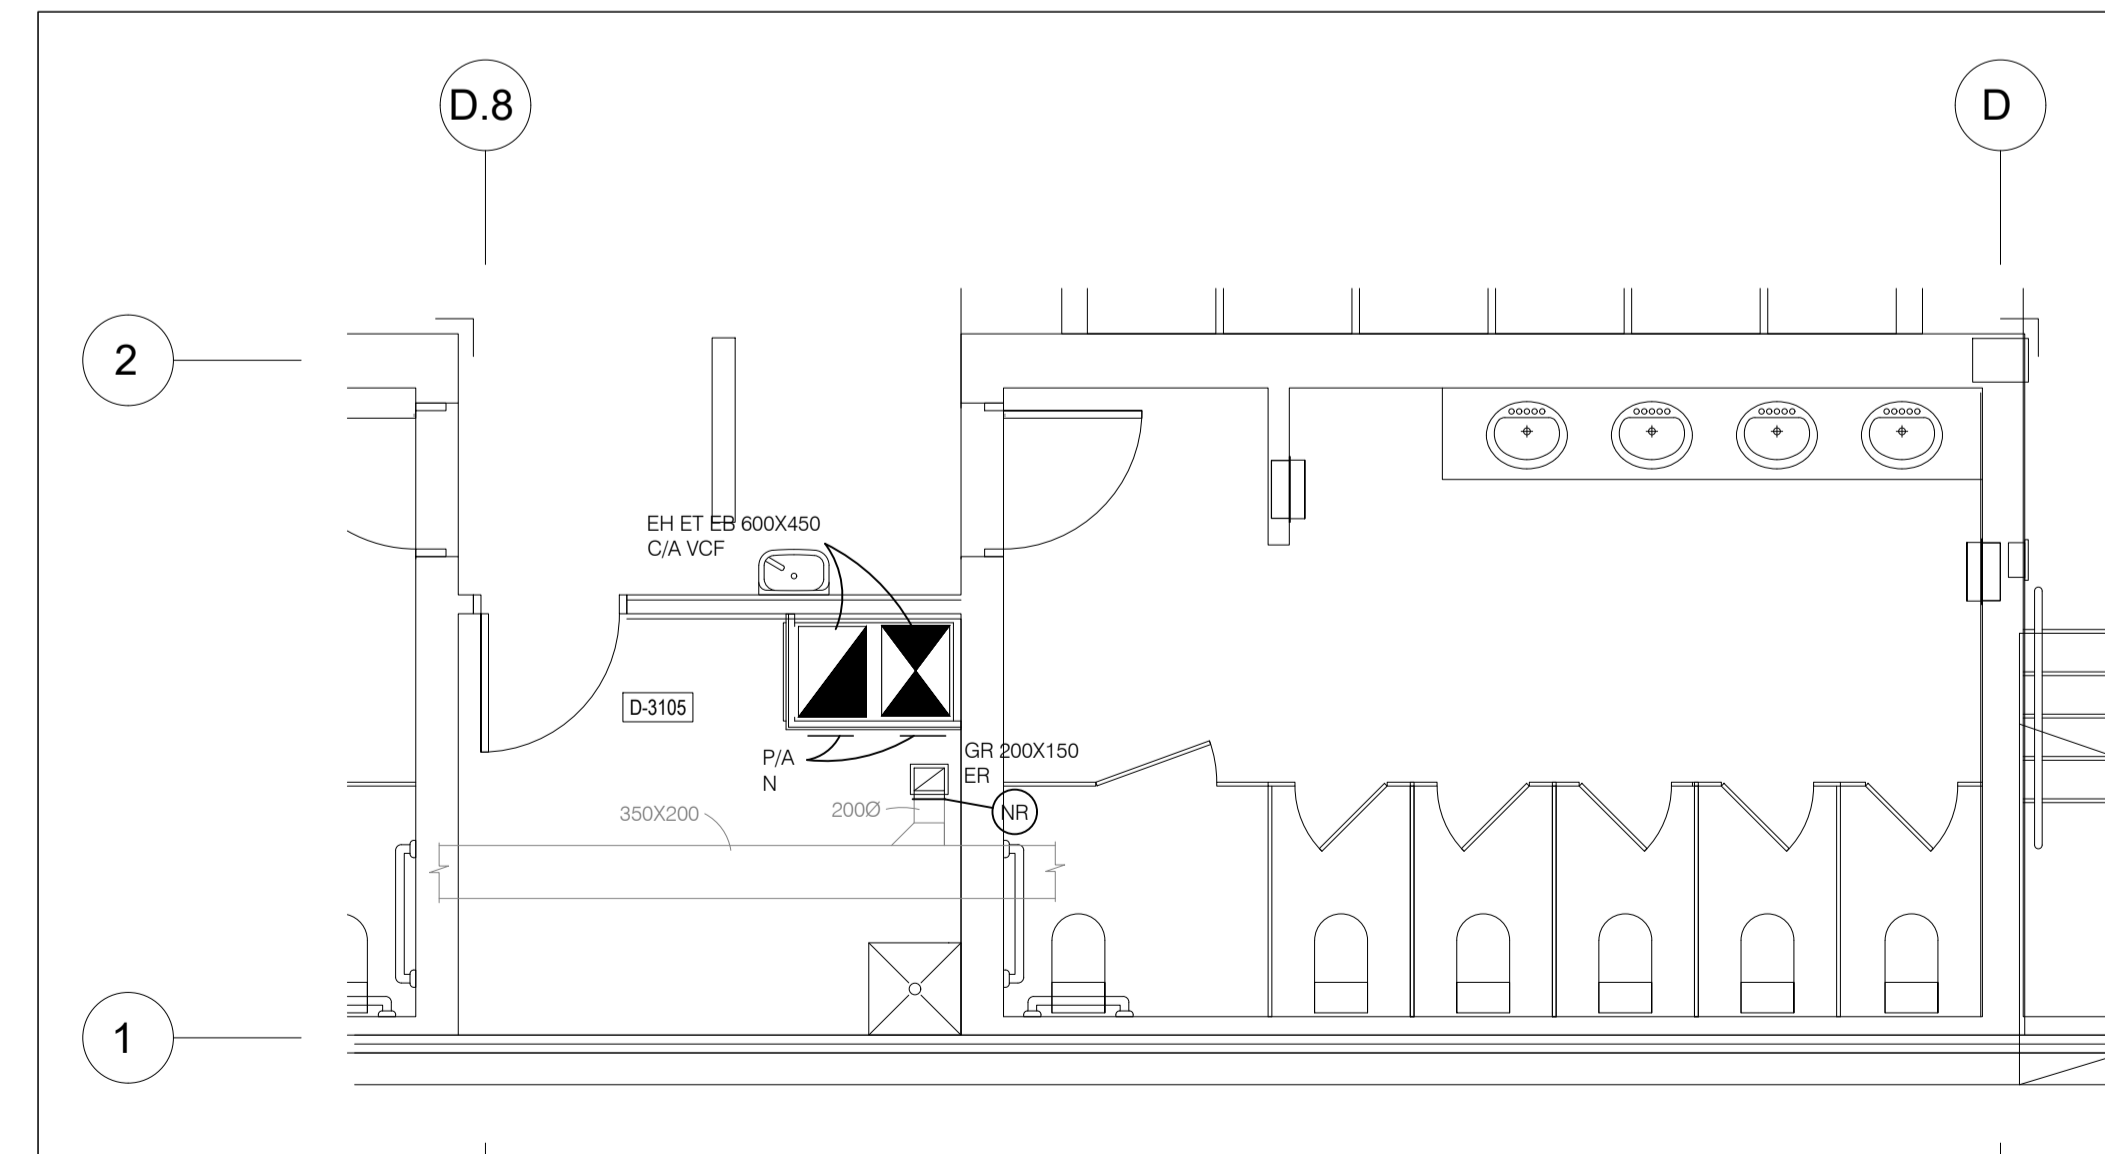 D.8
D
2
EH ET EB 600X450
C/A VCF
D-3105
P/A
N
GR 200X150
ER
350X200
200Ø
NR
1